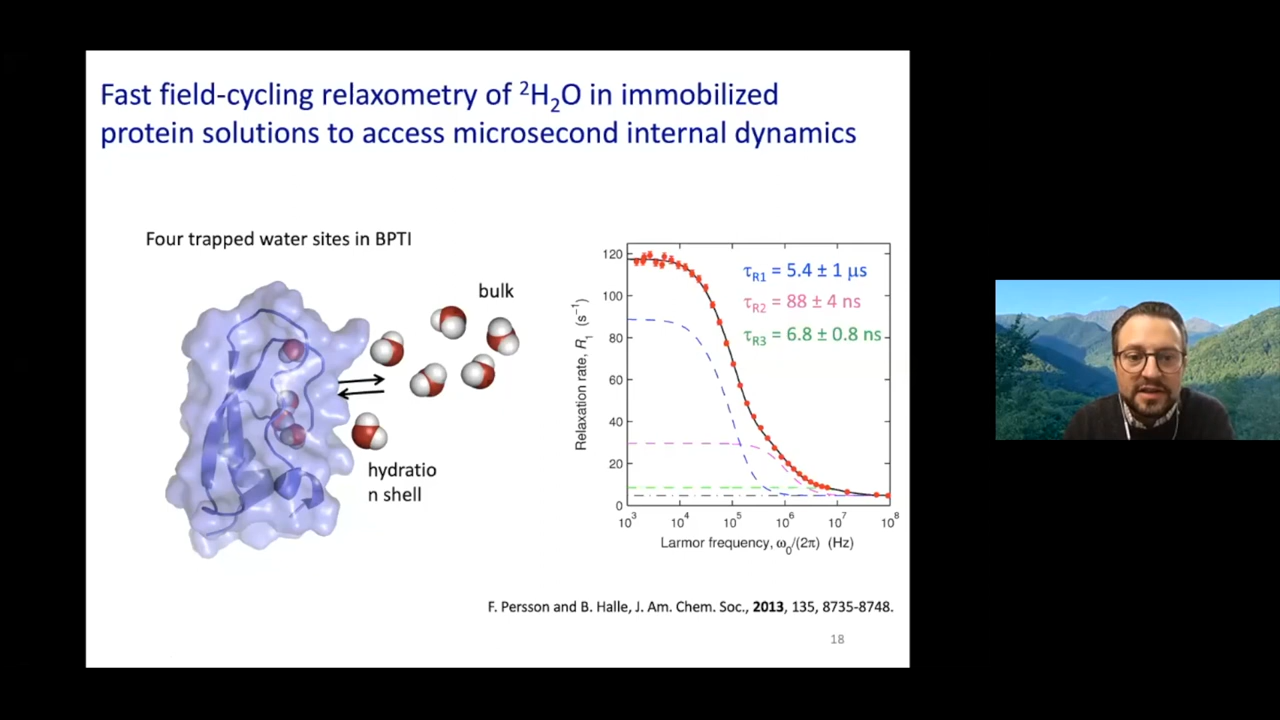 Fast field-cycling relaxometry of ²H₂O in immobilized
protein solutions to access microsecond internal dynamics
Four trapped water sites in BPTI
bulk
hydratio
n shell
120
100
80
60
40
20
0
Relaxation rate, R₁ (s⁻¹)
τR1 = 5.4 ± 1 µs
τR2 = 88 ± 4 ns
τR3 = 6.8 ± 0.8 ns
10³ 10⁴ 10⁵ 10⁶ 10⁷ 10⁸
Larmor frequency, ω₀/(2π) (Hz)
F. Persson and B. Halle, J. Am. Chem. Soc., 2013, 135, 8735-8748.
18